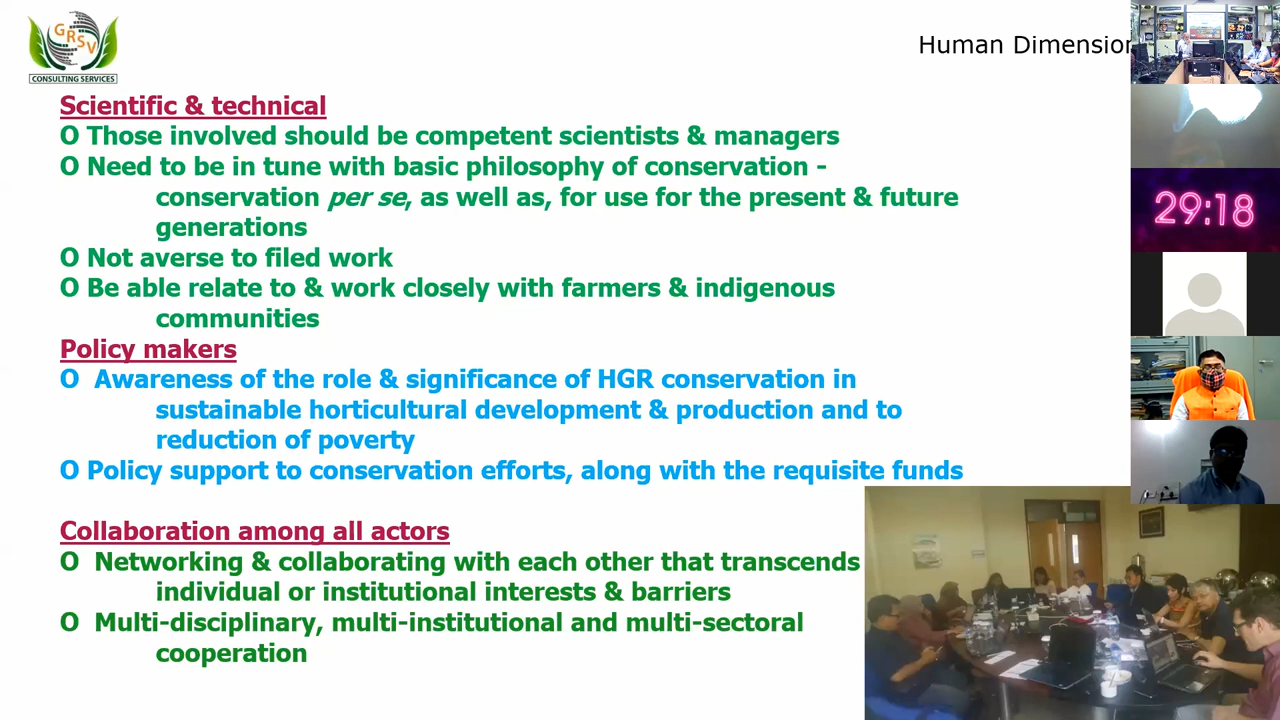 GRSV
CONSULTING SERVICES
Human Dimension
Scientific & technical
O Those involved should be competent scientists & managers
O Need to be in tune with basic philosophy of conservation -
conservation per se, as well as, for use for the present & future
generations
O Not averse to filed work
O Be able relate to & work closely with farmers & indigenous
communities
Policy makers
O Awareness of the role & significance of HGR conservation in
sustainable horticultural development & production and to
reduction of poverty
O Policy support to conservation efforts, along with the requisite funds
Collaboration among all actors
O Networking & collaborating with each other that transcends
individual or institutional interests & barriers
O Multi-disciplinary, multi-institutional and multi-sectoral
cooperation
29:18